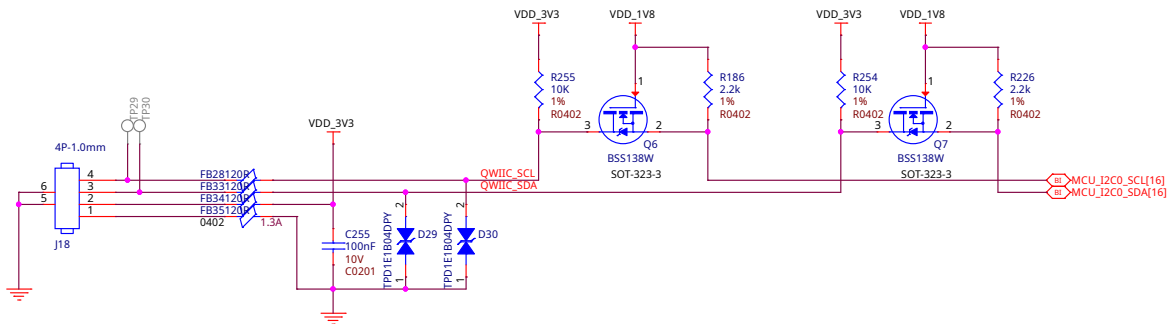 VDD_3V3
VDD_1V8
VDD_3V3
VDD_1V8
R255
10K
1%
R0402
1
R186
2.2k
1%
R0402
R254
10K
1%
R0402
1
R226
2.2k
1%
R0402
3
2
Q6
BSS138W
SOT-323-3
3
2
Q7
BSS138W
SOT-323-3
TP29
TP30
VDD_3V3
4P-1.0mm
4
3
2
1
6
5
J18
FB28120R
FB33120R
FB34120R
FB35120R
0402
1.3A
QWIIC_SCL
QWIIC_SDA
BI
MCU_I2C0_SCL[16]
BI
MCU_I2C0_SDA[16]
C255
100nF
10V
C0201
2
D29
TPD1E1B04DPY
1
2
D30
TPD1E1B04DPY
1